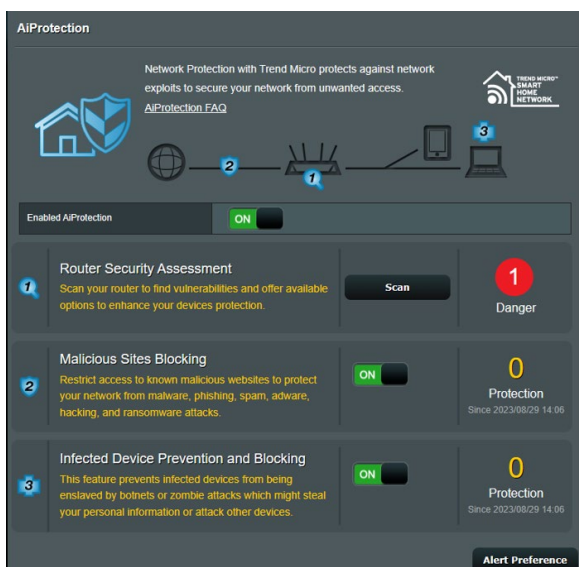 AiProtection
Network Protection with Trend Micro protects against network
exploits to secure your network from unwanted access.
AiProtection FAQ
TREND MICRO™
SMART
HOME
NETWORK
3
2
1
Enabled AiProtection
ON
1
Router Security Assessment
Scan your router to find vulnerabilities and offer available
options to enhance your devices protection.
Scan
1
Danger
2
Malicious Sites Blocking
Restrict access to known malicious websites to protect
your network from malware, phishing, spam, adware,
hacking, and ransomware attacks.
ON
0
Protection
Since 2023/08/29 14:06
3
Infected Device Prevention and Blocking
This feature prevents infected devices from being
enslaved by botnets or zombie attacks which might steal
your personal information or attack other devices.
ON
0
Protection
Since 2023/08/29 14:06
Alert Preference